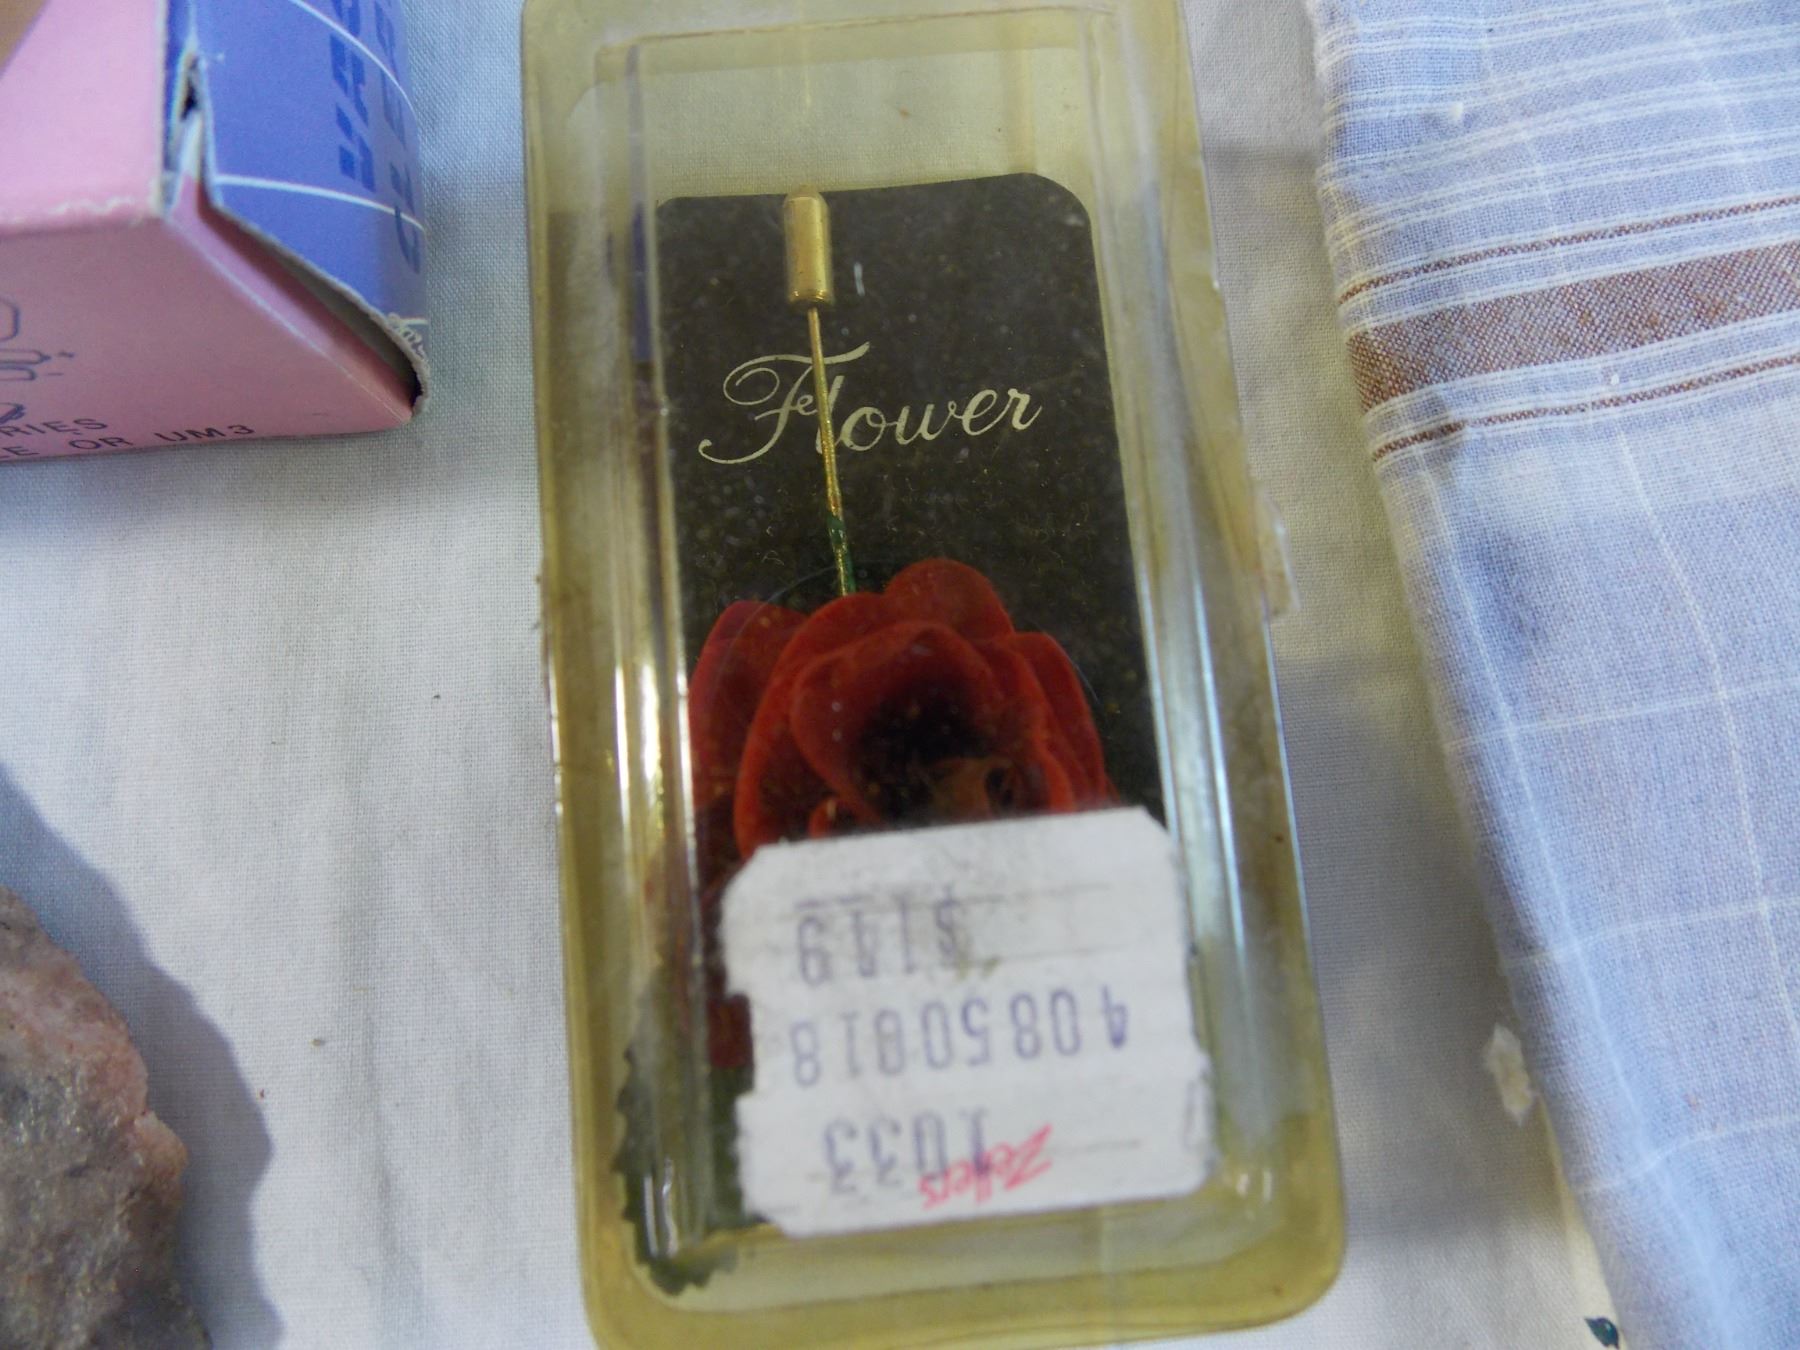 Flower
Zellers
1033
40850818
$1.19
RIES
E OR UM3